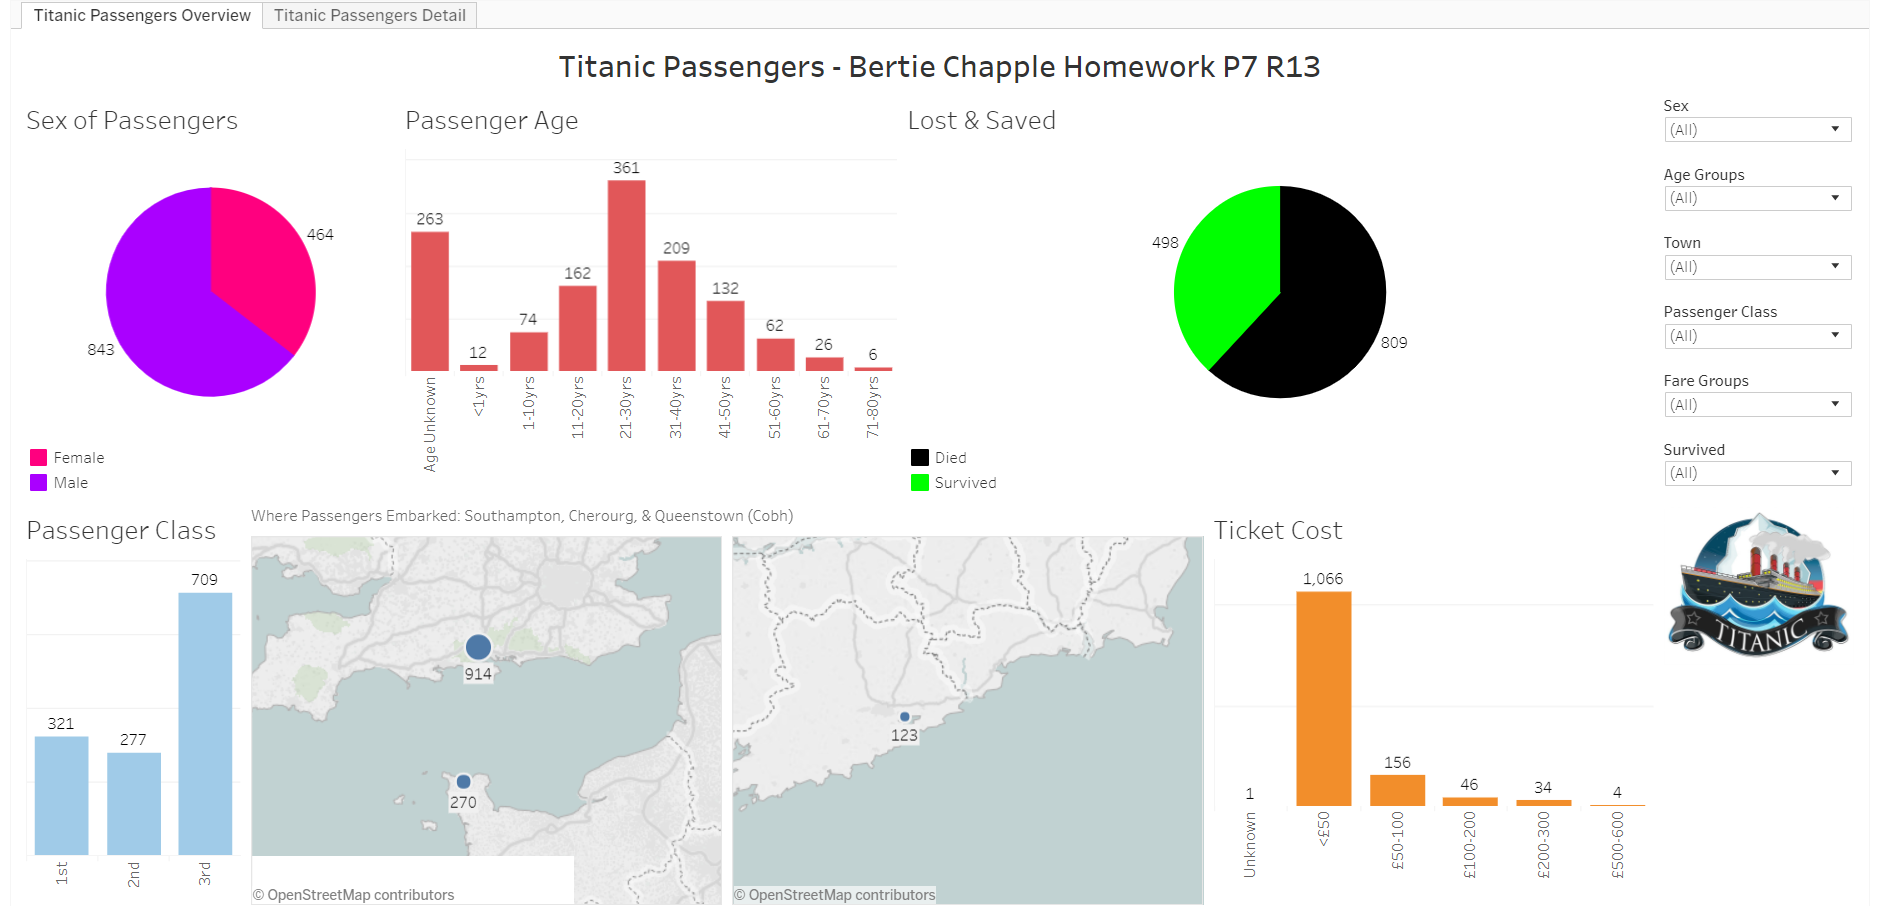 Titanic Passengers Overview
Titanic Passengers Detail
Titanic Passengers - Bertie Chapple Homework P7 R13
Sex of Passengers
464
843
Female
Male
Passenger Age
263
12
74
162
361
209
132
62
26
6
Age Unknown
<1yrs
1-10yrs
11-20yrs
21-30yrs
31-40yrs
41-50yrs
51-60yrs
61-70yrs
71-80yrs
Lost & Saved
498
809
Died
Survived
Sex
(All)
Age Groups
(All)
Town
(All)
Passenger Class
(All)
Fare Groups
(All)
Survived
(All)
Passenger Class
321
277
709
1st
2nd
3rd
Where Passengers Embarked: Southampton, Cherourg, & Queenstown (Cobh)
914
270
© OpenStreetMap contributors
123
© OpenStreetMap contributors
Ticket Cost
1
1,066
156
46
34
4
Unknown
<£50
£50-100
£100-200
£200-300
£500-600
TITANIC